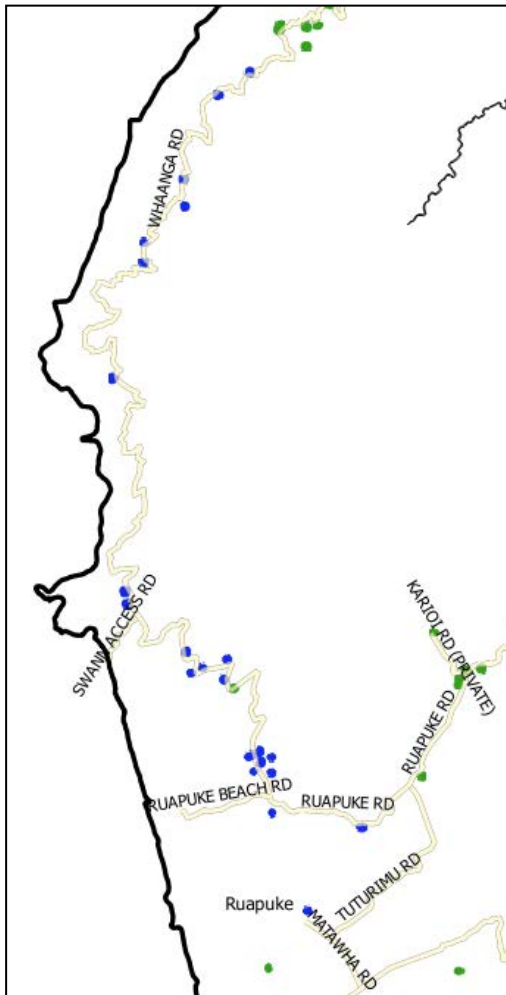 WHAANGA RD
SWANN ACCESS RD
KARIOI RD (PRIVATE)
RUAPUKE RD
RUAPUKE BEACH RD
RUAPUKE RD
TUTURIMU RD
Ruapuke
MATAWHA RD